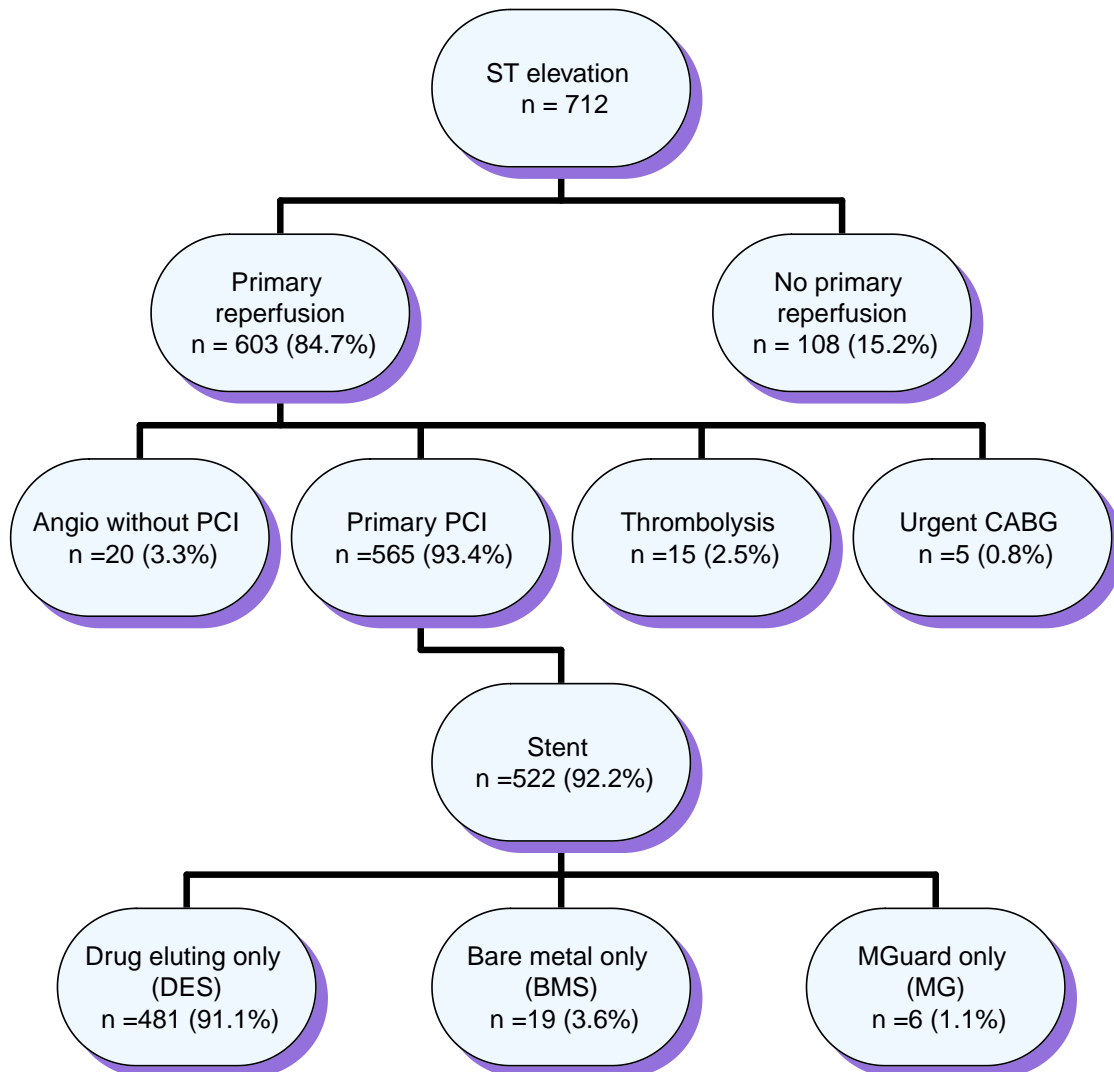 ST elevation
n = 712
Primary
reperfusion
n = 603 (84.7%)
No primary
reperfusion
n = 108 (15.2%)
Angio without PCI
n =20 (3.3%)
Primary PCI
n =565 (93.4%)
Thrombolysis
n =15 (2.5%)
Urgent CABG
n =5 (0.8%)
Stent
n =522 (92.2%)
Drug eluting only
(DES)
n =481 (91.1%)
Bare metal only
(BMS)
n =19 (3.6%)
MGuard only
(MG)
n =6 (1.1%)